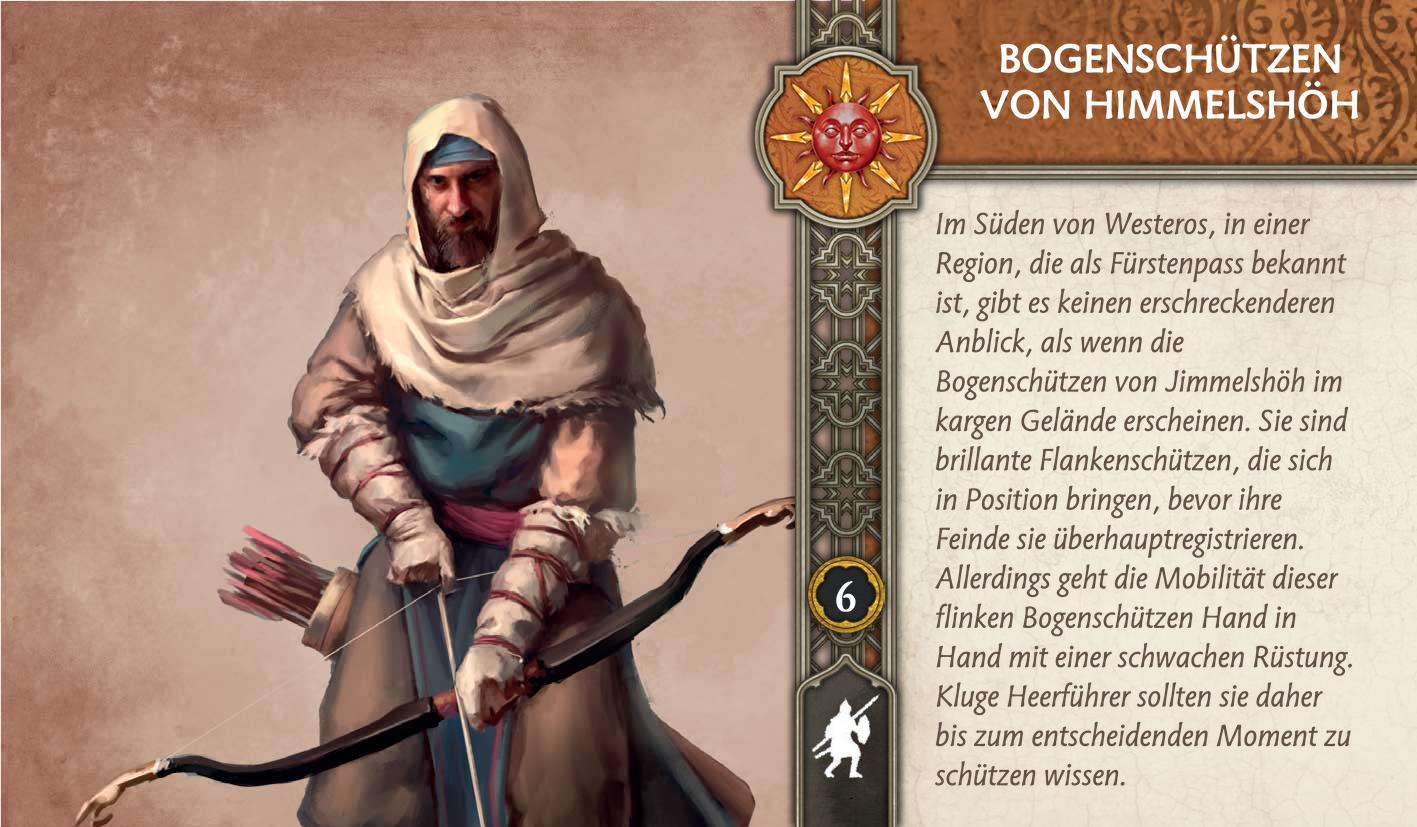 BOGENSCHÜTZEN
VON HIMMELSHÖH
Im Süden von Westeros, in einer
Region, die als Fürstenpass bekannt
ist, gibt es keinen erschreckenderen
Anblick, als wenn die
Bogenschützen von Jimmelshöh im
kargen Gelände erscheinen. Sie sind
brillante Flankenschützen, die sich
in Position bringen, bevor ihre
Feinde sie überhauptregistrieren.
Allerdings geht die Mobilität dieser
flinken Bogenschützen Hand in
Hand mit einer schwachen Rüstung.
Kluge Heerführer sollten sie daher
bis zum entscheidenden Moment zu
schützen wissen.
6